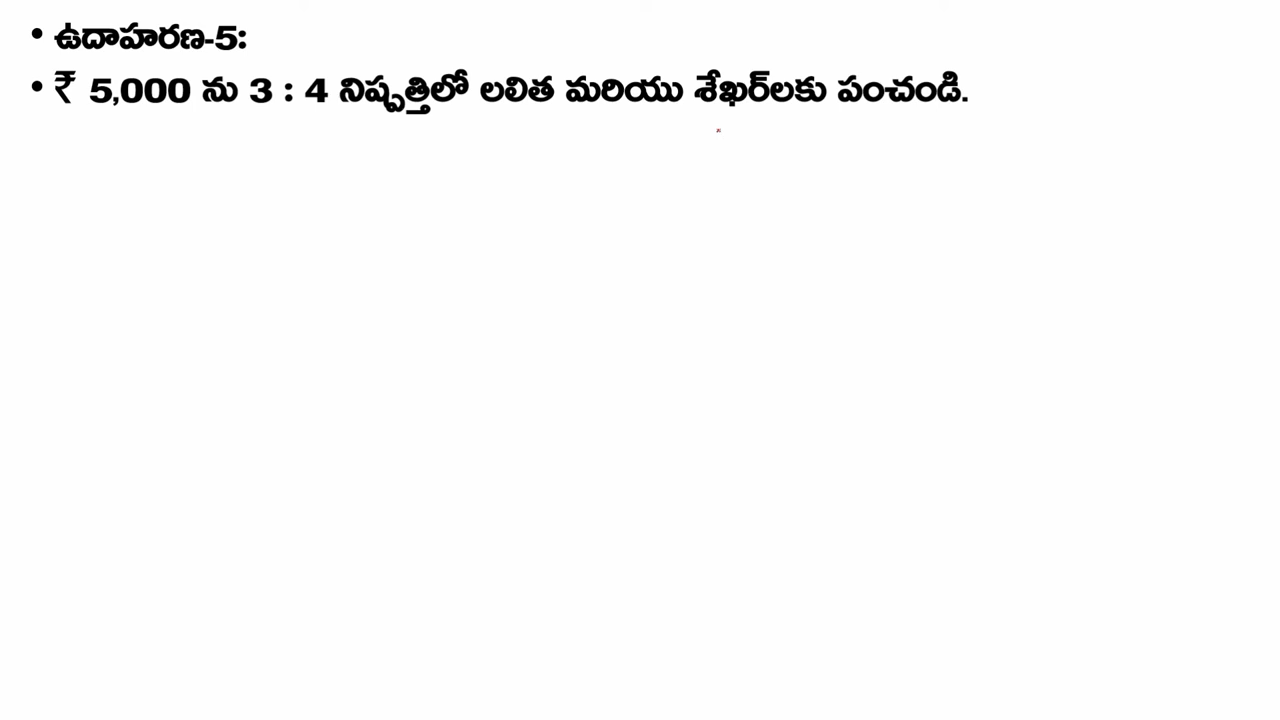 • ఉదాహరణ-5:
• ₹ 5,000 ను 3 : 4 నిష్పత్తిలో లలిత మరియు శేఖర్‌లకు పంచండి.